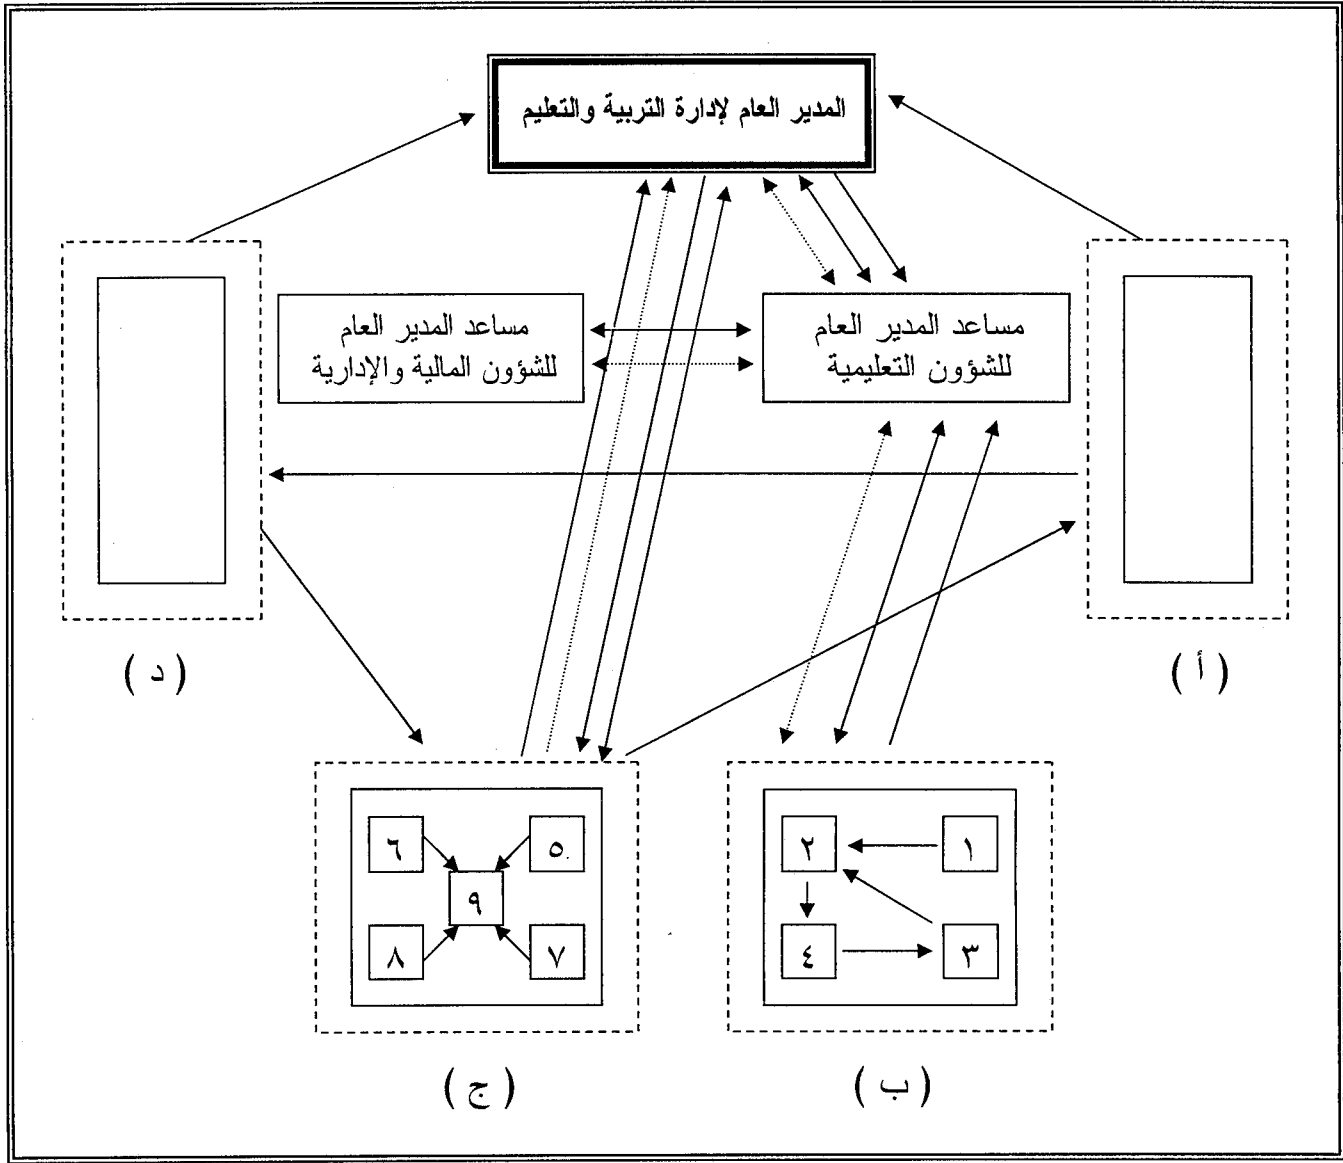 المدير العام لإدارة التربية والتعليم
مساعد المدير العام
للشؤون التعليمية
مساعد المدير العام
للشؤون المالية والإدارية
( أ )
( د )
١
٢
٣
٤
٥
٦
٩
٧
٨
( ب )
( ج )